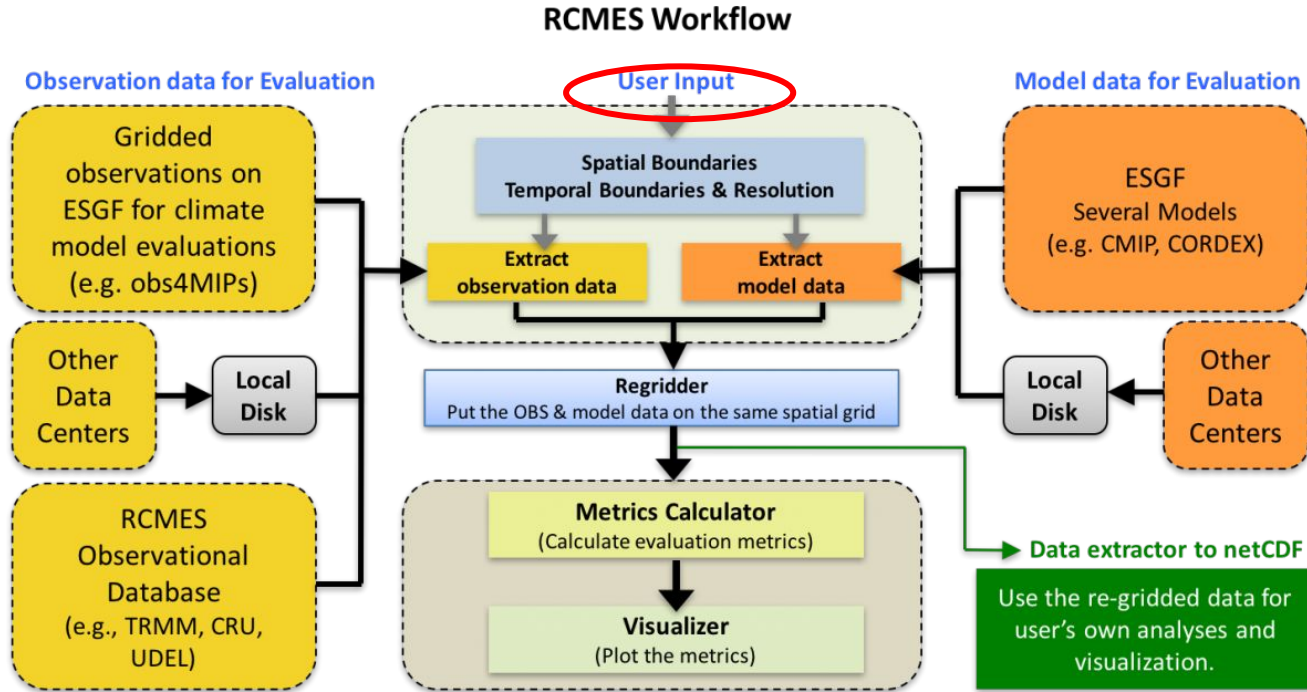 RCMES Workflow
Observation data for Evaluation
Gridded
observations on
ESGF for climate
model evaluations
(e.g. obs4MIPs)
Other
Data
Centers
Local
Disk
RCMES
Observational
Database
(e.g., TRMM, CRU,
UDEL)
User Input
Spatial Boundaries
Temporal Boundaries & Resolution
Extract
observation data
Extract
model data
Regridder
Put the OBS & model data on the same spatial grid
Metrics Calculator
(Calculate evaluation metrics)
Visualizer
(Plot the metrics)
Model data for Evaluation
ESGF
Several Models
(e.g. CMIP, CORDEX)
Local
Disk
Other
Data
Centers
Data extractor to netCDF
Use the re-gridded data for
user's own analyses and
visualization.